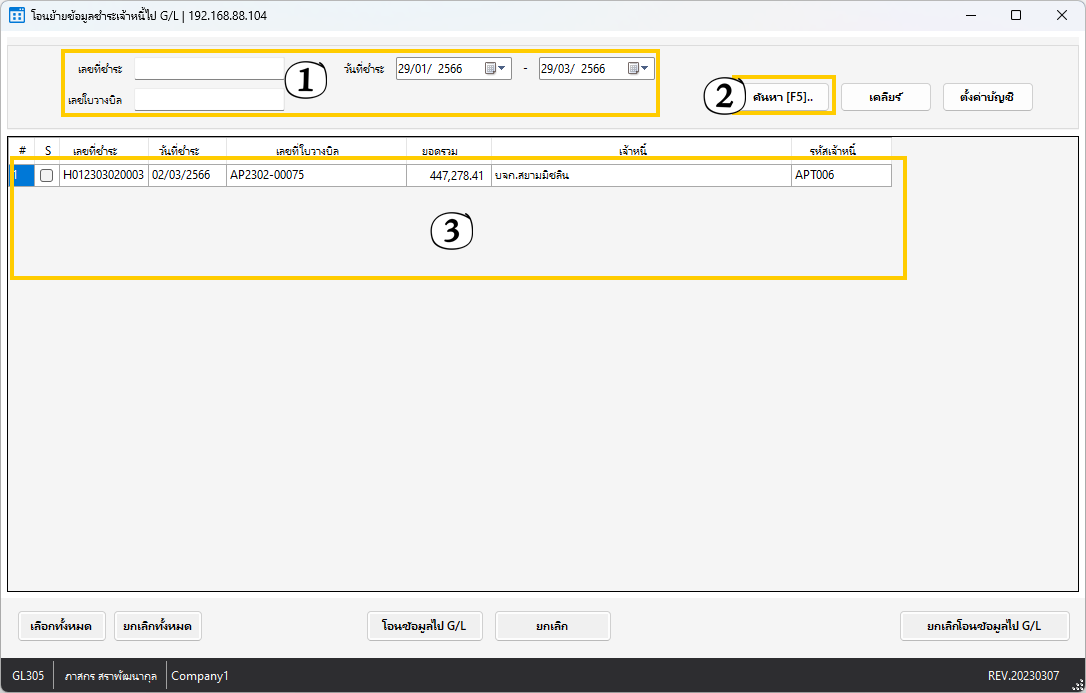 โอนย้ายข้อมูลชำระเจ้าหนี้ไป G/L | 192.168.88.104
เลขที่ชำระ 1 วันที่ชำระ 29/01/ 2566 - 29/03/ 2566
เลขใบวางบิล
2 ค้นหา [F5].. เคลียร์ ตั้งค่าบัญชี
# S เลขที่ชำระ วันที่ชำระ เลขที่ใบวางบิล ยอดรวม เจ้าหนี้ รหัสเจ้าหนี้
1 H012303020003 02/03/2566 AP2302-00075 447,278.41 บจก.สยามมิชลิน APT006
3
เลือกทั้งหมด ยกเลิกทั้งหมด โอนข้อมูลไป G/L ยกเลิก ยกเลิกโอนข้อมูลไป G/L
GL305 ภาสกร สราพัฒนากุล Company1 REV.20230307